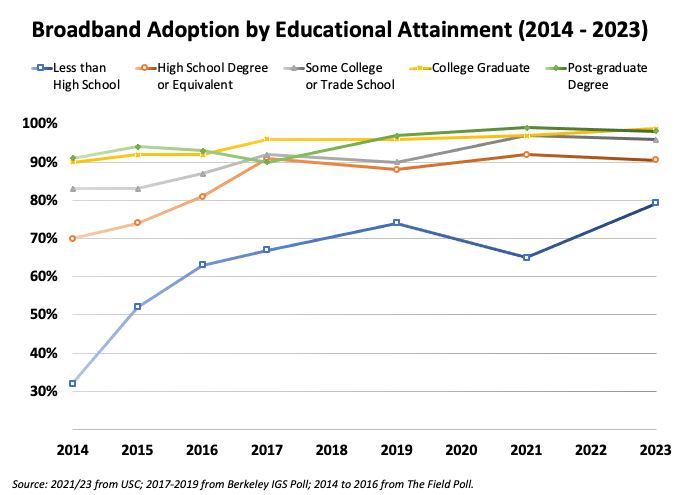 Broadband Adoption by Educational Attainment (2014 - 2023)
Less than
High School
High School Degree
or Equivalent
Some College
or Trade School
College Graduate
Post-graduate
Degree
100%
90%
80%
70%
60%
50%
40%
30%
2014 2015 2016 2017 2018 2019 2020 2021 2022 2023
Source: 2021/23 from USC; 2017-2019 from Berkeley IGS Poll; 2014 to 2016 from The Field Poll.